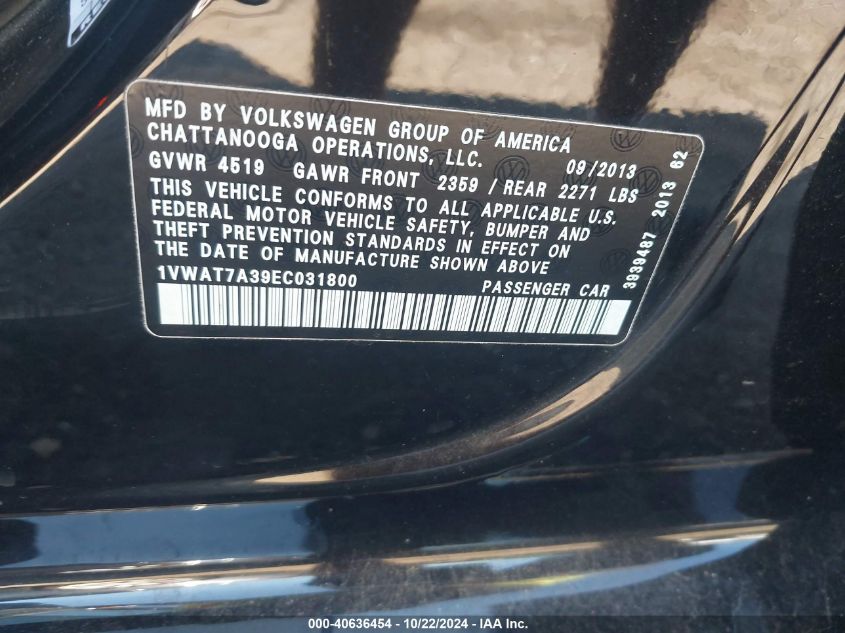 MFD BY VOLKSWAGEN GROUP OF AMERICA
CHATTANOOGA OPERATIONS, LLC. 09/2013
GVWR 4519 GAWR FRONT 2359 / REAR 2271 LBS
THIS VEHICLE CONFORMS TO ALL APPLICABLE U.S.
FEDERAL MOTOR VEHICLE SAFETY, BUMPER AND
THEFT PREVENTION STANDARDS IN EFFECT ON
THE DATE OF MANUFACTURE SHOWN ABOVE
1VWAT7A39EC031800 PASSENGER CAR
3939487 2013 62
000-40636454 - 10/22/2024 - IAAI Inc.